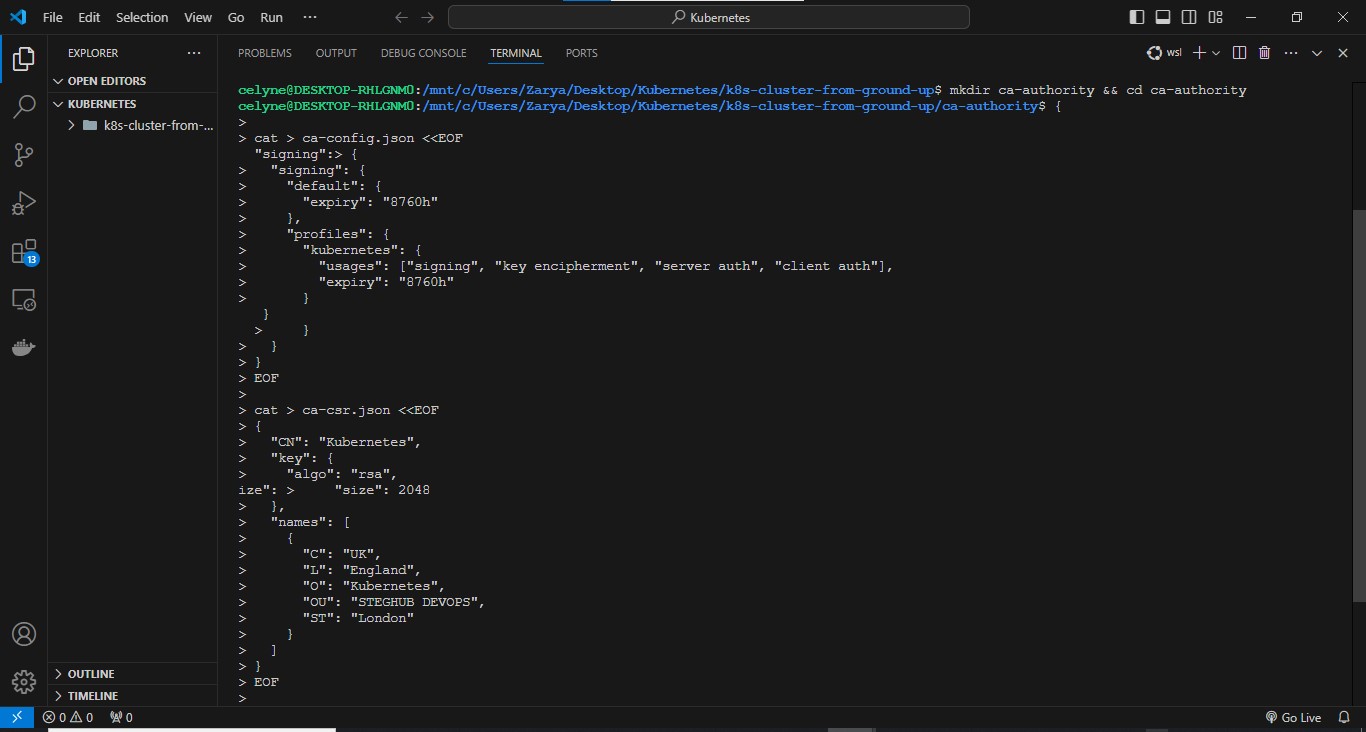 File Edit Selection View Go Run ··· Kubernetes
EXPLORER ···
OPEN EDITORS
KUBERNETES
k8s-cluster-from-...
13
OUTLINE
TIMELINE
PROBLEMS OUTPUT DEBUG CONSOLE TERMINAL PORTS wsl
celyne@DESKTOP-RHLGNM0:/mnt/c/Users/Zarya/Desktop/Kubernetes/k8s-cluster-from-ground-up$ mkdir ca-authority && cd ca-authority
celyne@DESKTOP-RHLGNM0:/mnt/c/Users/Zarya/Desktop/Kubernetes/k8s-cluster-from-ground-up/ca-authority$ {
>
> cat > ca-config.json <<EOF
  "signing":> {
>   "signing": {
>     "default": {
>       "expiry": "8760h"
>     },
>     "profiles": {
>       "kubernetes": {
>         "usages": ["signing", "key encipherment", "server auth", "client auth"],
>         "expiry": "8760h"
>       }
   }
  >     }
>   }
> }
> EOF
>
> cat > ca-csr.json <<EOF
> {
>   "CN": "Kubernetes",
>   "key": {
>     "algo": "rsa",
ize": >     "size": 2048
>   },
>   "names": [
>     {
>       "C": "UK",
>       "L": "England",
>       "O": "Kubernetes",
>       "OU": "STEGHUB DEVOPS",
>       "ST": "London"
>     }
>   ]
> }
> EOF
>
0 0 0 Go Live